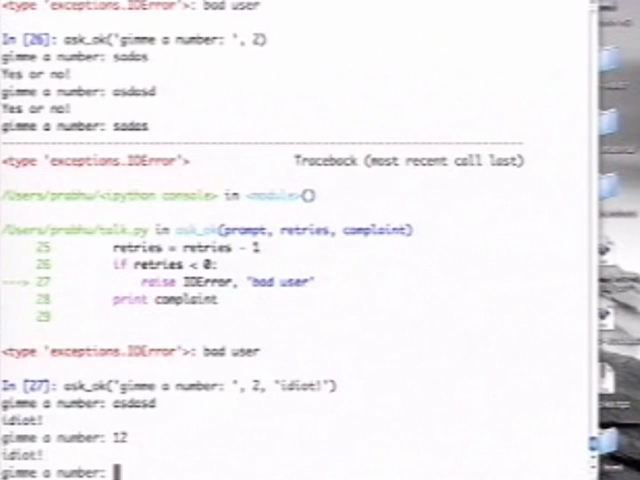 <type 'exceptions.IOError'>: bad user
In [26]: ask_ok('gimme a number: ', 2)
gimme a number: sadas
Yes or no!
gimme a number: asdasd
Yes or no!
gimme a number: sadas
<type 'exceptions.IOError'> Traceback (most recent call last)
/Users/prabhu/<ipython console> in <module>()
/Users/prabhu/talk.py in ask_ok(prompt, retries, complaint)
25 retries = retries - 1
26 if retries < 0:
---> 27 raise IOError, "bad user"
28 print complaint
29
<type 'exceptions.IOError'>: bad user
In [27]: ask_ok("gimme a number: ", 2, "idiot!")
gimme a number: asdasd
idiot!
gimme a number: 12
idiot!
gimme a number: